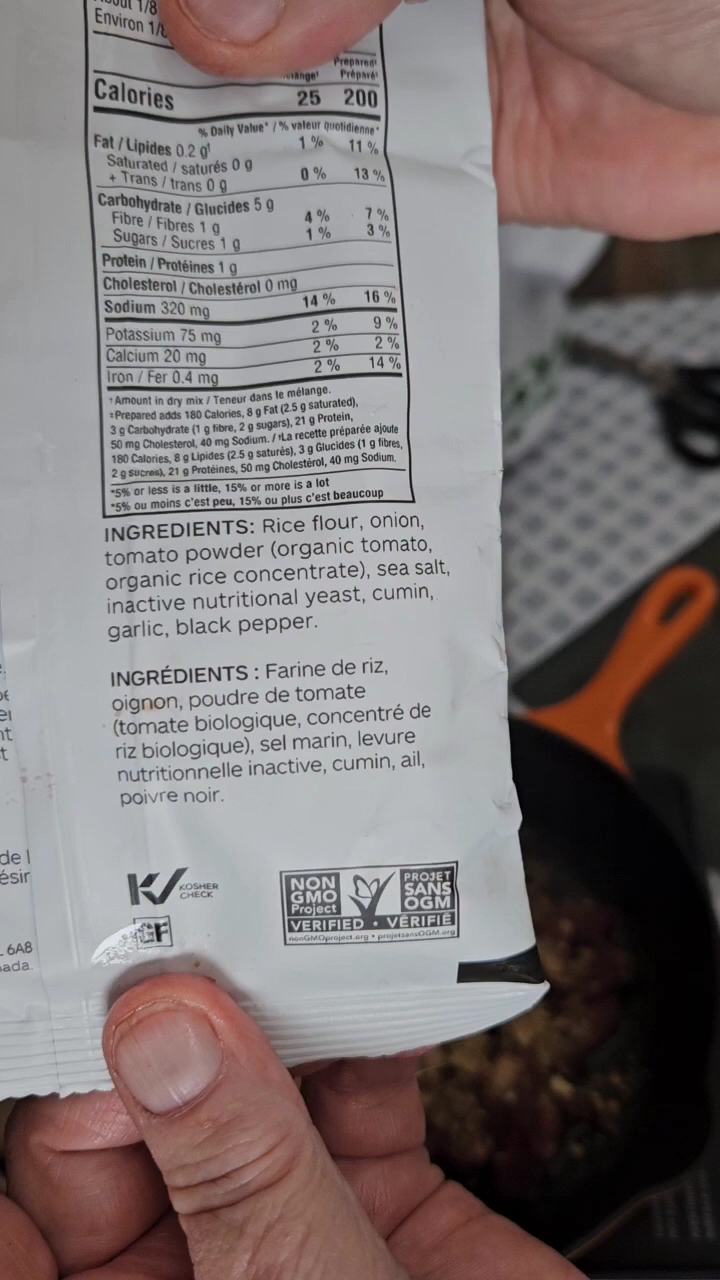 1/8
Environ 1/8
Prepared‡
Préparé‡
Calories 25 200
% Daily Value* / % valeur quotidienne*
Fat / Lipides 0.2 g† 1 % 11 %
Saturated / saturés 0 g
+ Trans / trans 0 g 0 % 13 %
Carbohydrate / Glucides 5 g
Fibre / Fibres 1 g 4 % 7 %
Sugars / Sucres 1 g 1 % 3 %
Protein / Protéines 1 g
Cholesterol / Cholestérol 0 mg
Sodium 320 mg 14 % 16 %
Potassium 75 mg 2 % 9 %
Calcium 20 mg 2 % 2 %
Iron / Fer 0.4 mg 2 % 14 %
†Amount in dry mix / Teneur dans le mélange.
‡Prepared adds 180 Calories, 8 g Fat (2.5 g saturated),
3 g Carbohydrate (1 g fibre, 2 g sugars), 21 g Protein,
50 mg Cholesterol, 40 mg Sodium. / ‡La recette préparée ajoute
180 Calories, 8 g Lipides (2.5 g saturés), 3 g Glucides (1 g fibres,
2 g sucres), 21 g Protéines, 50 mg Cholestérol, 40 mg Sodium.
*5% or less is a little, 15% or more is a lot
*5% ou moins c'est peu, 15% ou plus c'est beaucoup
INGREDIENTS: Rice flour, onion,
tomato powder (organic tomato,
organic rice concentrate), sea salt,
inactive nutritional yeast, cumin,
garlic, black pepper.
INGRÉDIENTS : Farine de riz,
oignon, poudre de tomate
(tomate biologique, concentré de
riz biologique), sel marin, levure
nutritionnelle inactive, cumin, ail,
poivre noir.
KOSHER
CHECK
GF
NON
GMO
Project
PROJET
SANS
OGM
VERIFIED • VÉRIFIÉ
nonGMOproject.org • projetsansOGM.org
de l
6A8